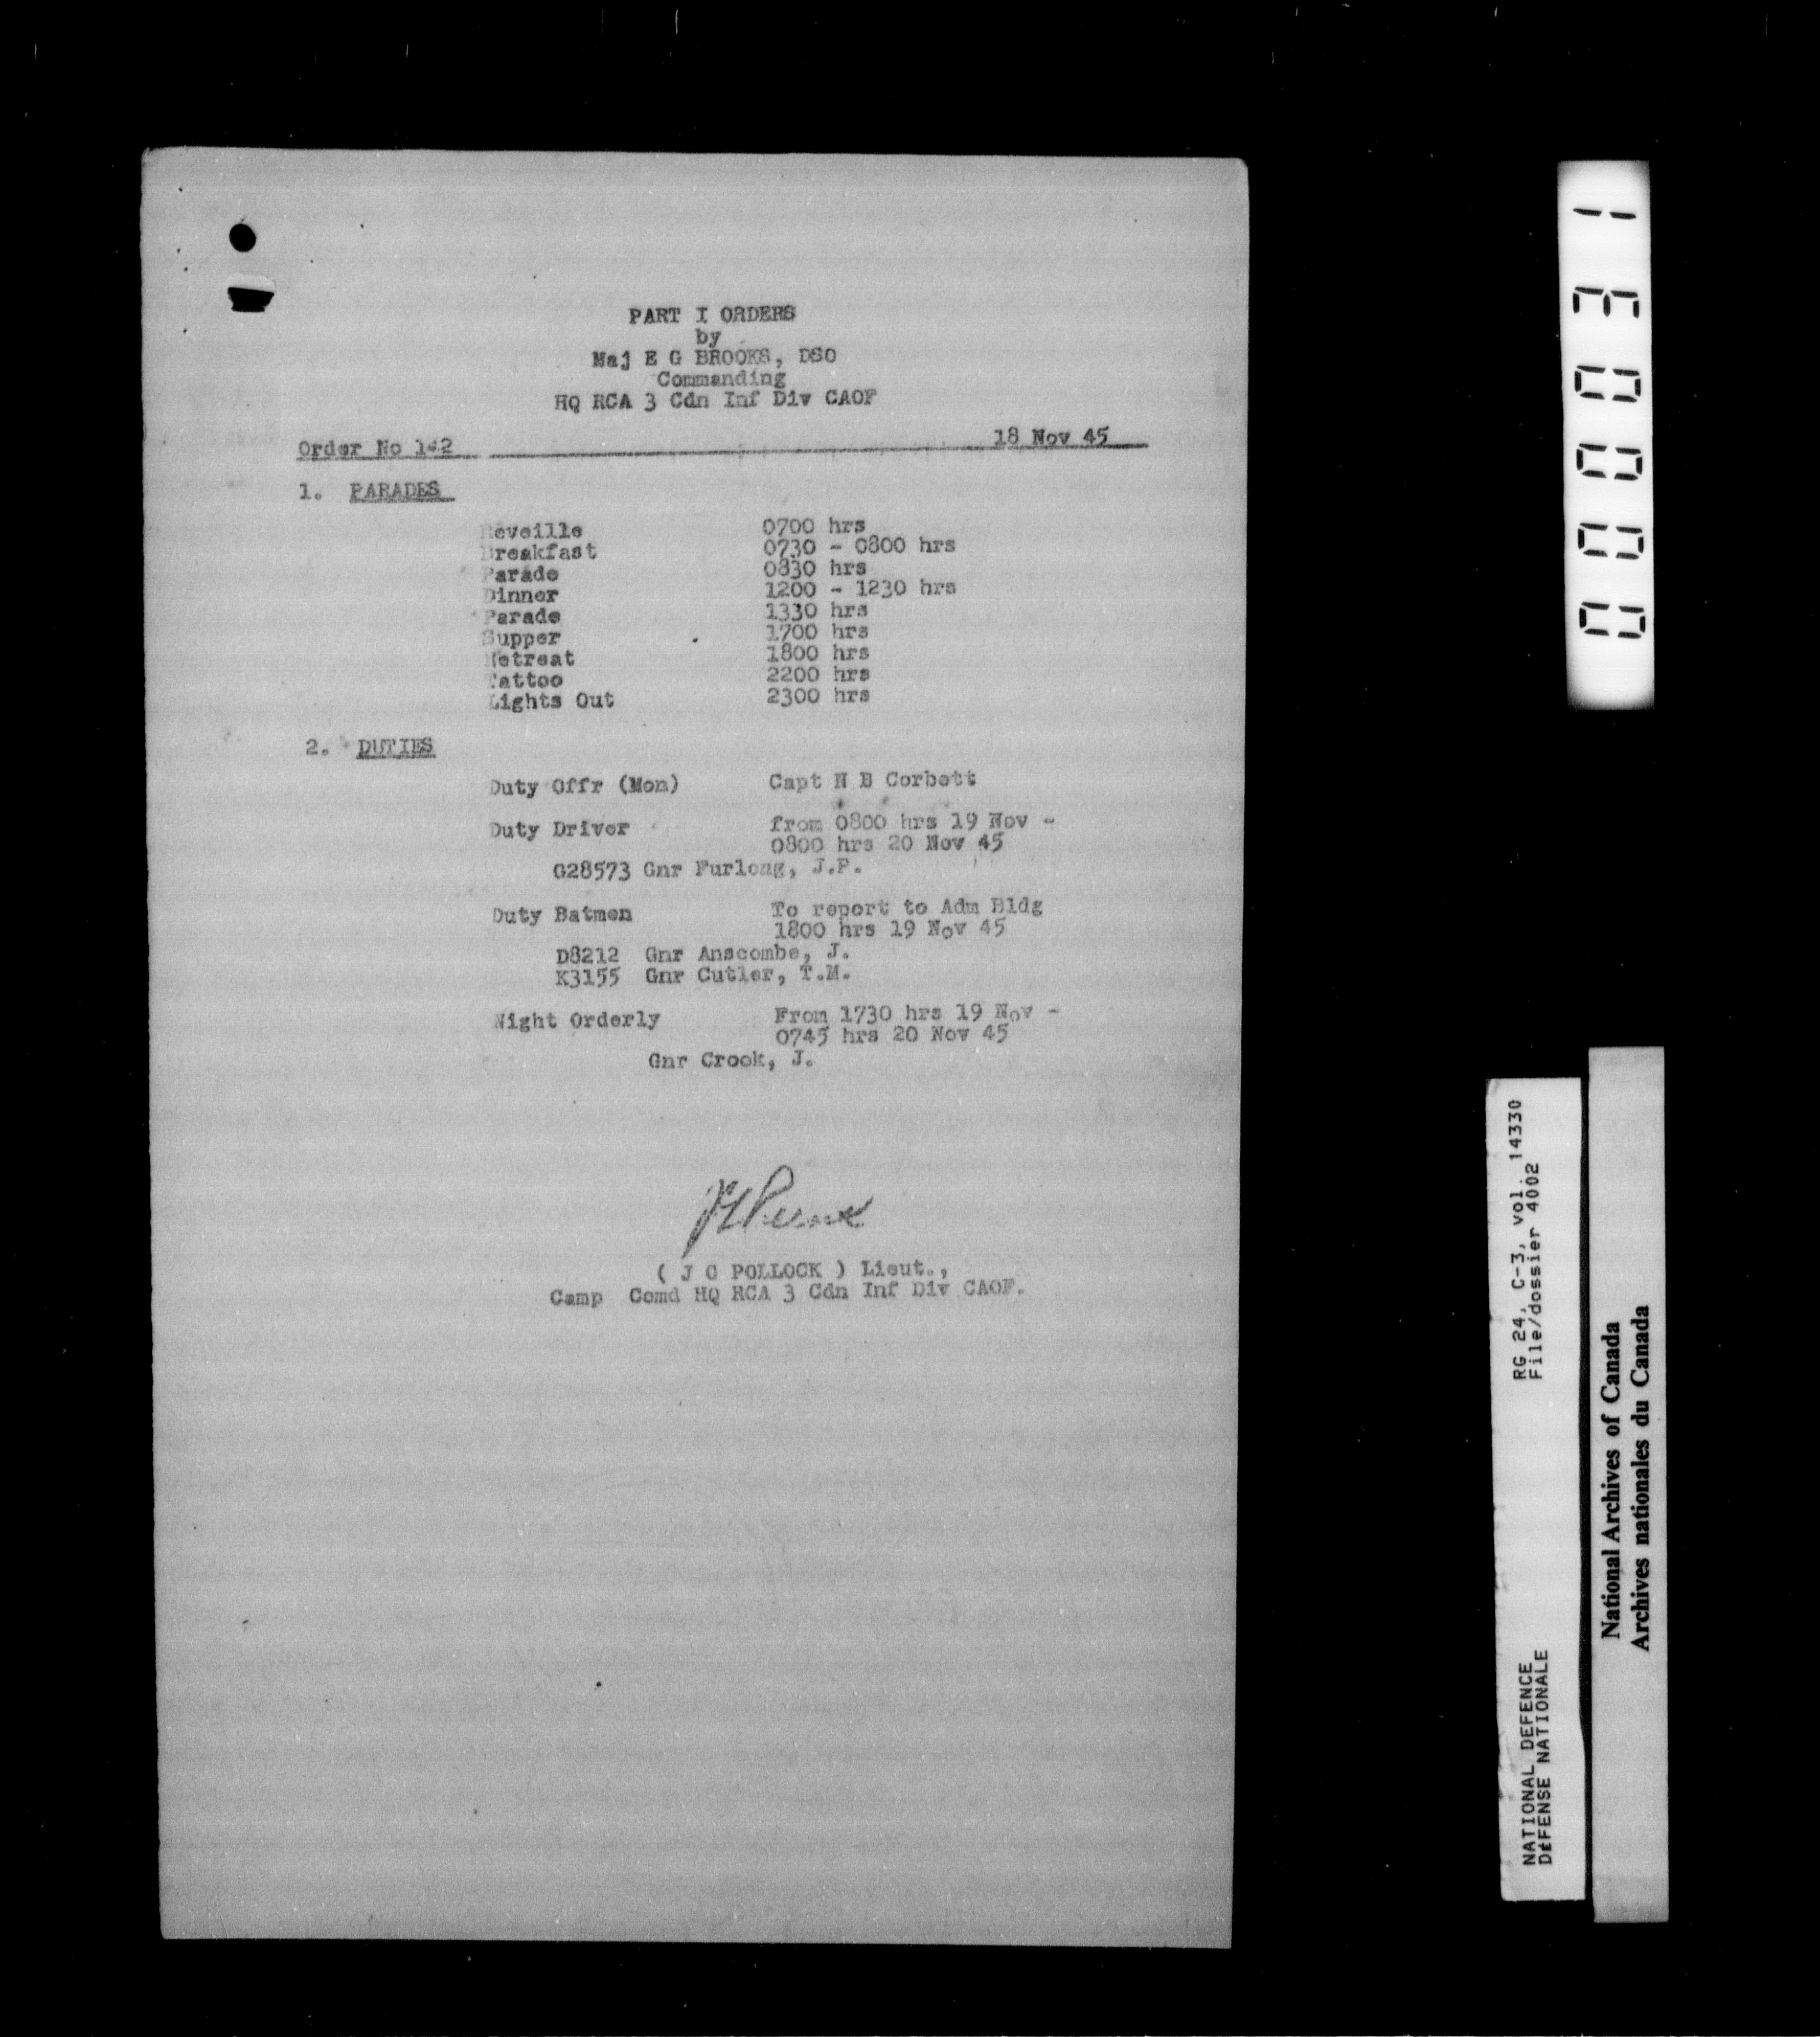 PART I ORDERS
by
Maj E G BROOKS, DSO
Commanding
HQ RCA 3 Cdn Inf Div CAOF
Order No 142 18 Nov 45
1. PARADES
Reveille 0700 hrs
Breakfast 0730 - 0800 hrs
Parade 0830 hrs
Dinner 1200 - 1230 hrs
Parade 1330 hrs
Supper 1700 hrs
Retreat 1800 hrs
Tattoo 2200 hrs
Lights Out 2300 hrs
2. DUTIES
Duty Offr (Mon) Capt N B Corbett
Duty Driver from 0800 hrs 19 Nov -
0800 hrs 20 Nov 45
G28573 Gnr Furlong, J.P.
Duty Batmen To report to Adm Bldg
1800 hrs 19 Nov 45
D8212 Gnr Anscombe, J.
K3155 Gnr Cutler, T.M.
Night Orderly From 1730 hrs 19 Nov -
0745 hrs 20 Nov 45
Gnr Crook, J.
( J C POLLOCK ) Lieut.,
Camp Comd HQ RCA 3 Cdn Inf Div CAOF.
000031
RG 24, C-3, vol. 14330
File/dossier 4002
NATIONAL DEFENCE
DÉFENSE NATIONALE
National Archives of Canada
Archives nationales du Canada